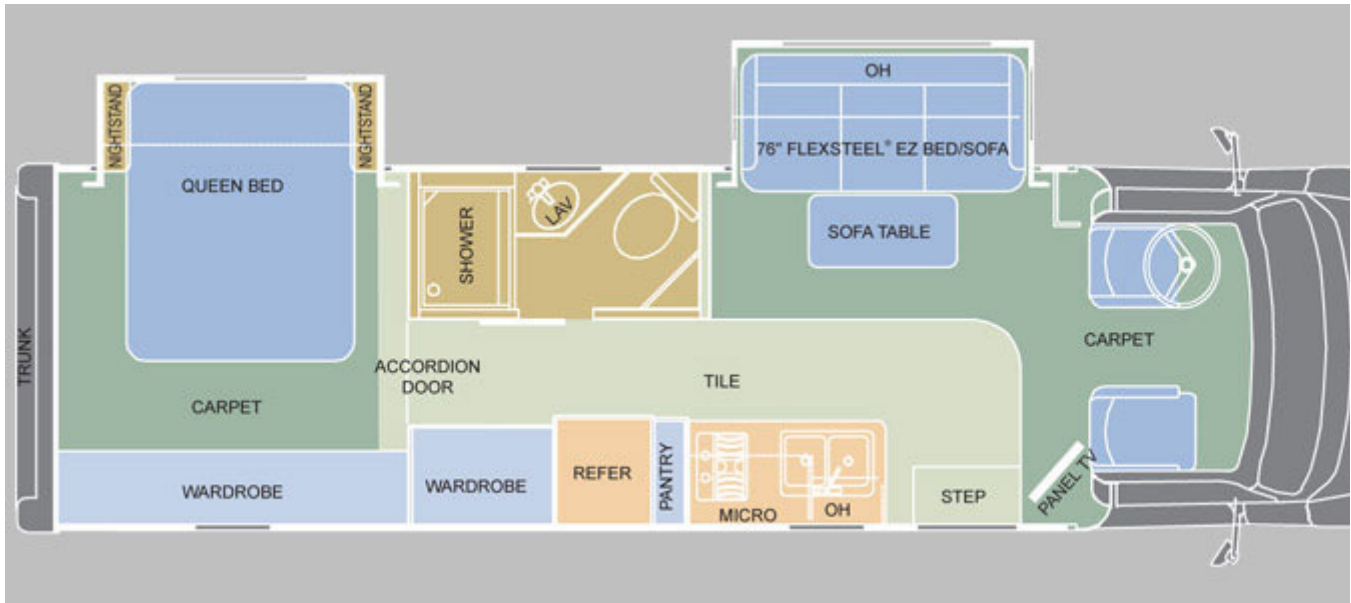 OH
NIGHTSTAND
NIGHTSTAND
76" FLEXSTEEL® EZ BED/SOFA
QUEEN BED
LAV
SHOWER
SOFA TABLE
TRUNK
ACCORDION
DOOR
TILE
CARPET
CARPET
WARDROBE
WARDROBE
REFER
PANTRY
MICRO
OH
STEP
PANEL TV